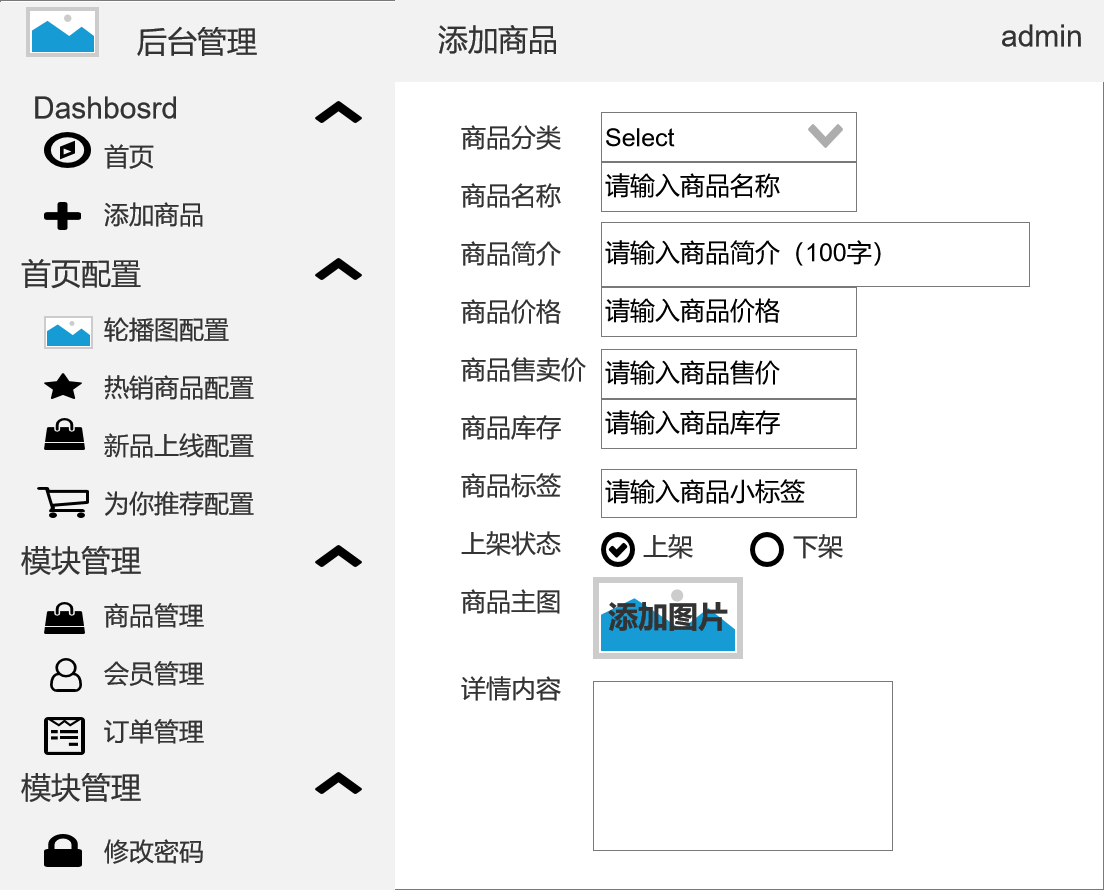 后台管理
添加商品
admin
Dashbosrd
首页
添加商品
首页配置
轮播图配置
热销商品配置
新品上线配置
为你推荐配置
模块管理
商品管理
会员管理
订单管理
模块管理
修改密码
商品分类 Select
商品名称 请输入商品名称
商品简介 请输入商品简介（100字）
商品价格 请输入商品价格
商品售卖价 请输入商品售价
商品库存 请输入商品库存
商品标签 请输入商品小标签
上架状态 上架 下架
商品主图 添加图片
详情内容